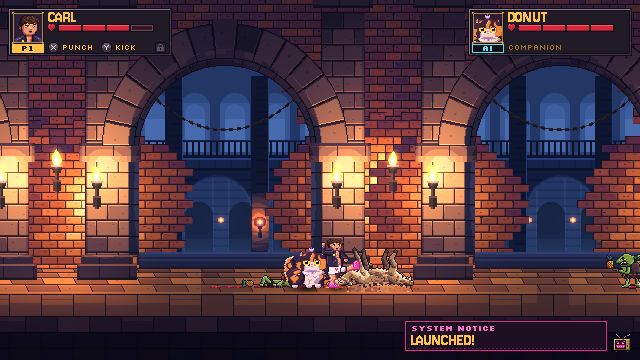 CARL
P1
X PUNCH Y KICK
DONUT
AI
COMPANION
SYSTEM NOTICE
LAUNCHED!